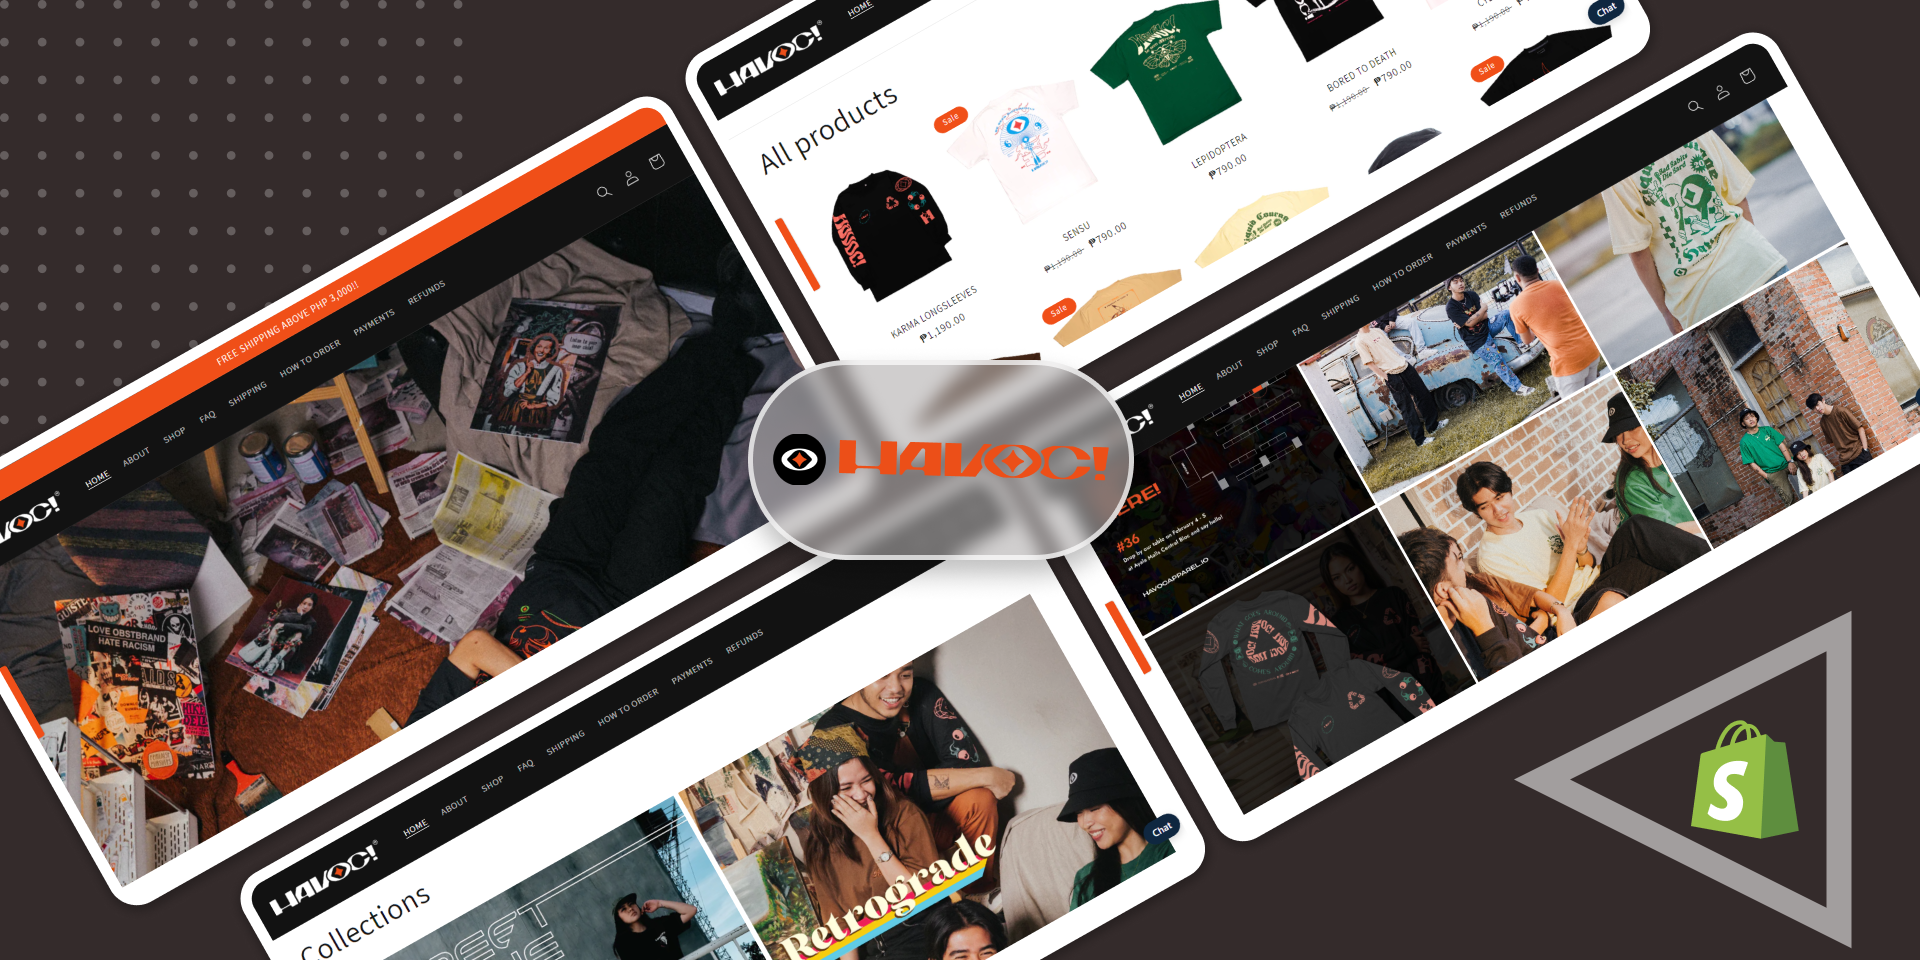 FREE SHIPPING ABOVE PHP 3,000!!
HOME
ABOUT
SHOP
FAQ
SHIPPING
HOW TO ORDER
PAYMENTS
REFUNDS
LOVE OBSTBRAND
HATE RACISM
HAVOC!
HOME
All products
Sale
KARMA LONGSLEEVES
₱1,190.00
SENSU
₱1,190.00 ₱790.00
LEPIDOPTERA
₱790.00
BORED TO DEATH
₱1,190.00 ₱790.00
₱1,190.00 ₱790.00
Sale
Sale
Chat
HAVOC!
HOME
ABOUT
SHOP
FAQ
SHIPPING
HOW TO ORDER
PAYMENTS
REFUNDS
#36
Drop by our table on February 4 - 5
at Ayala Malls Central Bloc and say hello!
HAVOCAPPAREL.IO
HAVOC!
HOME
ABOUT
SHOP
FAQ
SHIPPING
HOW TO ORDER
PAYMENTS
REFUNDS
Collections
Retrograde
Chat
S